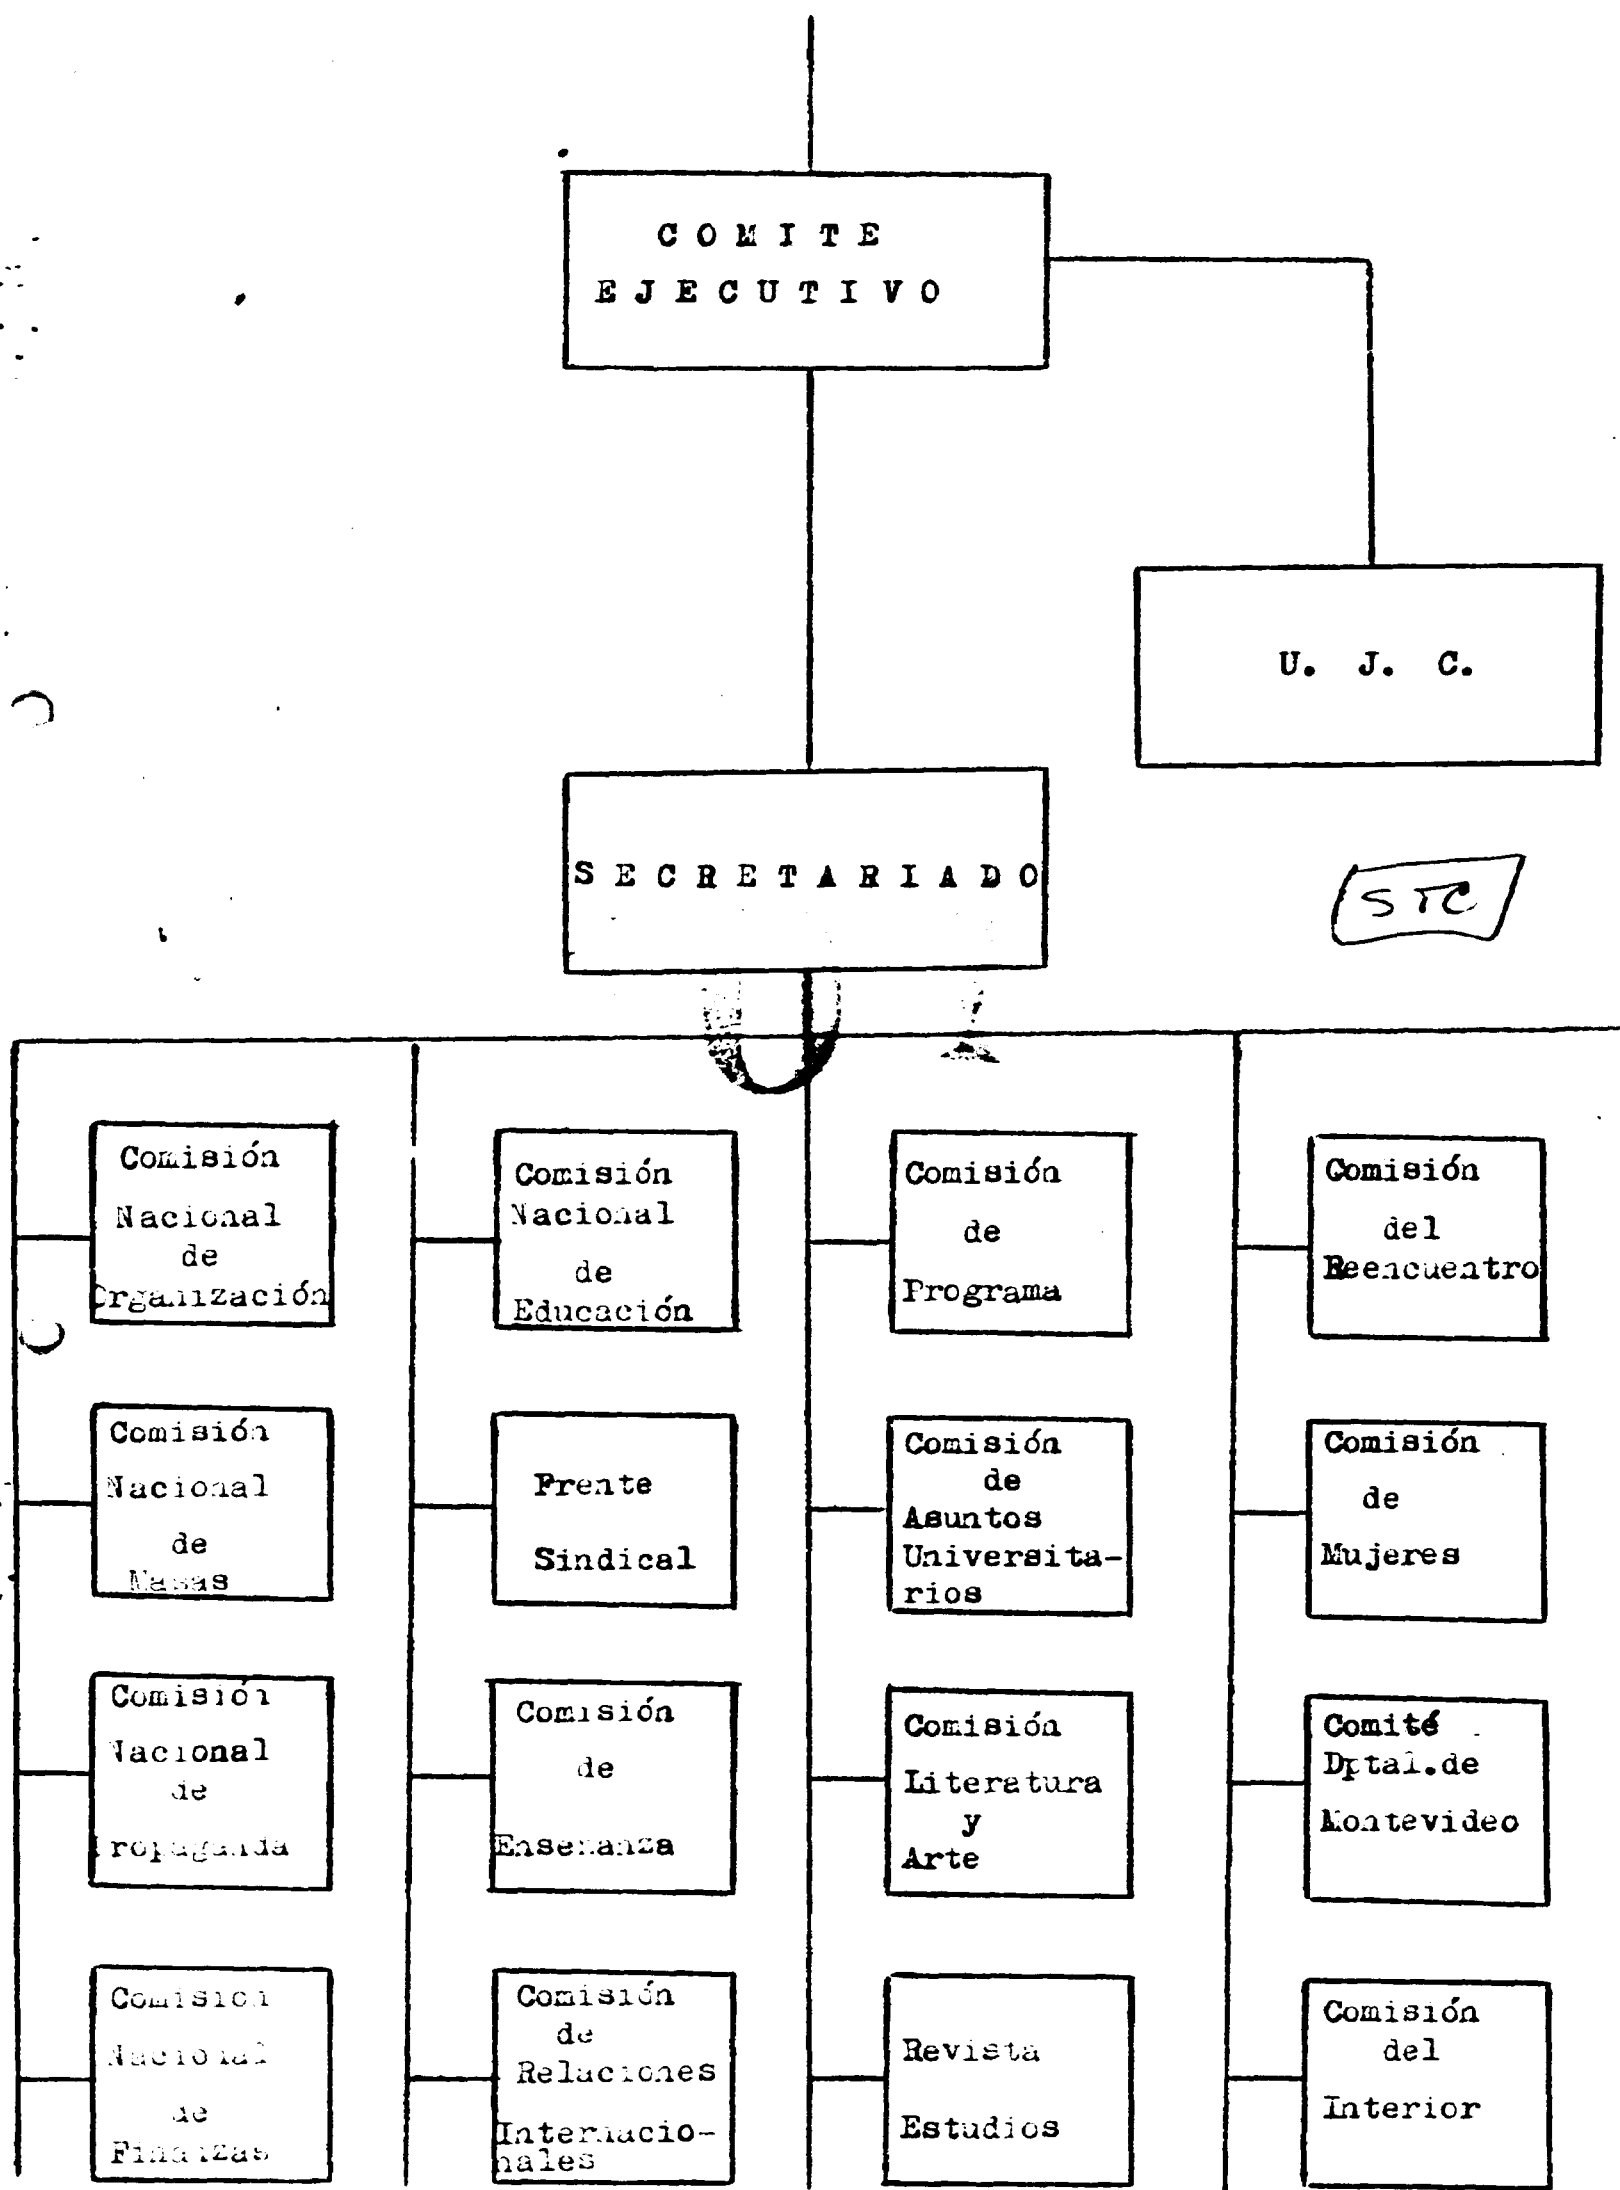 COMITE
EJECUTIVO
U. J. C.
SECRETARIADO
STC
Comisión
Nacional
de
Organización
Comisión
Nacional
de
Educación
Comisión
de
Programa
Comisión
del
Reencuentro
Comisión
Nacional
de
Masas
Frente
Sindical
Comisión
de
Asuntos
Universita-
rios
Comisión
de
Mujeres
Comisión
Nacional
de
Propaganda
Comisión
de
Enseñanza
Comisión
Literatura
y
Arte
Comité
Dptal.de
Montevideo
Comisión
Nacional
de
Finanzas
Comisión
de
Relaciones
Internacio-
nales
Revista
Estudios
Comisión
del
Interior